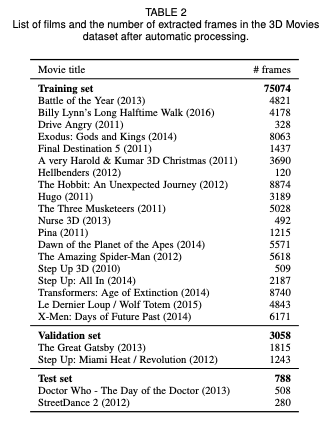 TABLE 2
List of films and the number of extracted frames in the 3D Movies
dataset after automatic processing.
Movie title # frames
Training set 75074
Battle of the Year (2013) 4821
Billy Lynn's Long Halftime Walk (2016) 4178
Drive Angry (2011) 328
Exodus: Gods and Kings (2014) 8063
Final Destination 5 (2011) 1437
A very Harold & Kumar 3D Christmas (2011) 3690
Hellbenders (2012) 120
The Hobbit: An Unexpected Journey (2012) 8874
Hugo (2011) 3189
The Three Musketeers (2011) 5028
Nurse 3D (2013) 492
Pina (2011) 1215
Dawn of the Planet of the Apes (2014) 5571
The Amazing Spider-Man (2012) 5618
Step Up 3D (2010) 509
Step Up: All In (2014) 2187
Transformers: Age of Extinction (2014) 8740
Le Dernier Loup / Wolf Totem (2015) 4843
X-Men: Days of Future Past (2014) 6171
Validation set 3058
The Great Gatsby (2013) 1815
Step Up: Miami Heat / Revolution (2012) 1243
Test set 788
Doctor Who - The Day of the Doctor (2013) 508
StreetDance 2 (2012) 280